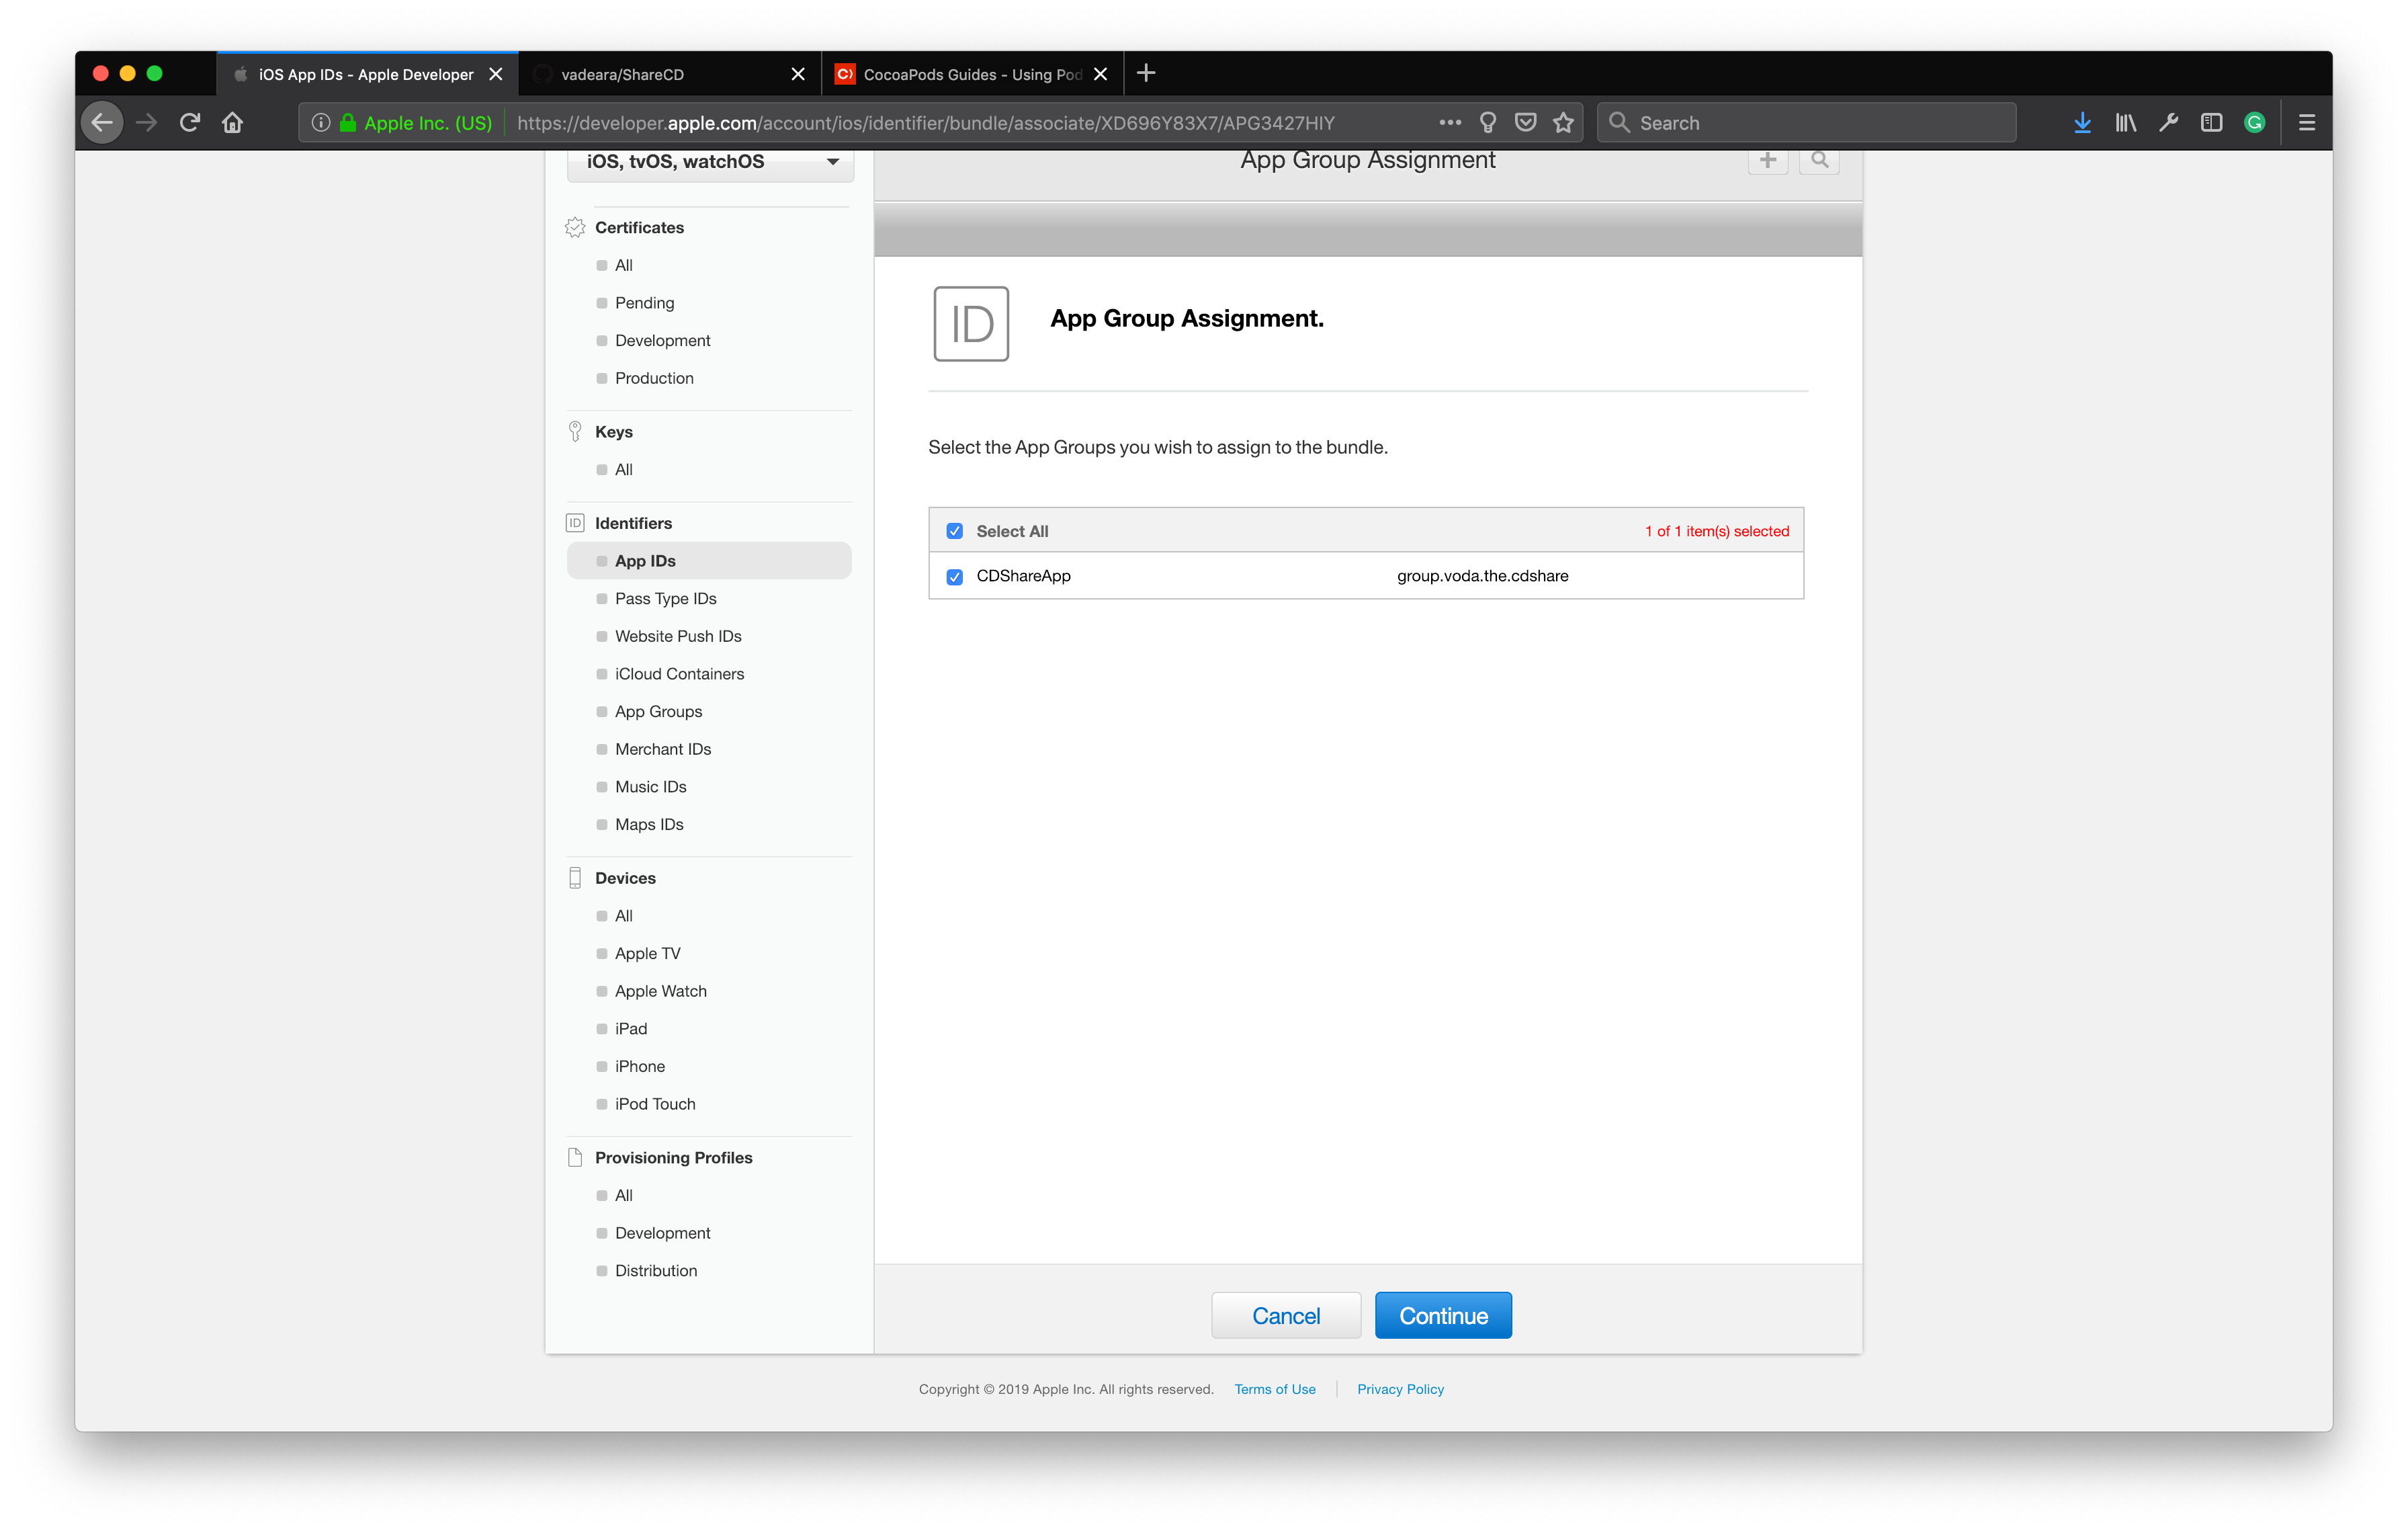 iOS App IDs - Apple Developer
vadeara/ShareCD
CocoaPods Guides - Using Pod
Apple Inc. (US)
https://developer.apple.com/account/ios/identifier/bundle/associate/XD696Y83X7/APG3427HIY
Search
iOS, tvOS, watchOS
App Group Assignment
Certificates
All
Pending
Development
Production
Keys
All
ID Identifiers
App IDs
Pass Type IDs
Website Push IDs
iCloud Containers
App Groups
Merchant IDs
Music IDs
Maps IDs
Devices
All
Apple TV
Apple Watch
iPad
iPhone
iPod Touch
Provisioning Profiles
All
Development
Distribution
ID
App Group Assignment.
Select the App Groups you wish to assign to the bundle.
Select All 1 of 1 item(s) selected
CDShareApp group.voda.the.cdshare
Cancel Continue
Copyright © 2019 Apple Inc. All rights reserved. Terms of Use Privacy Policy